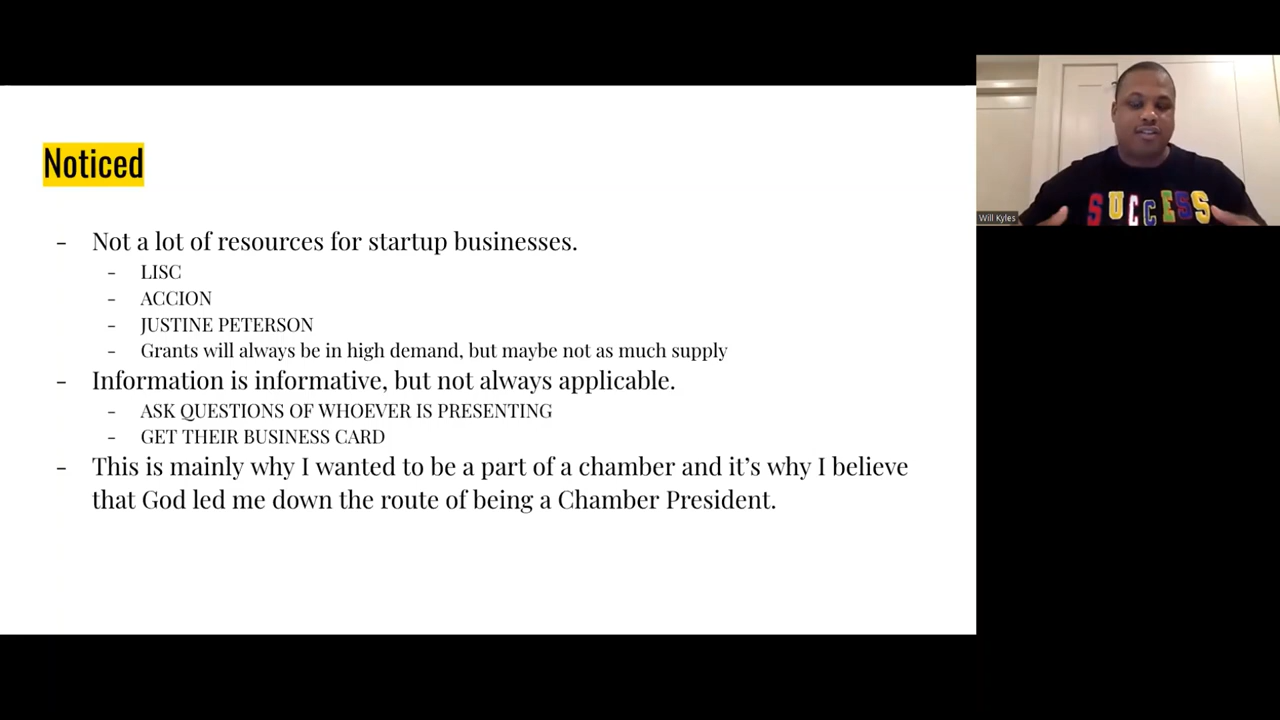 Noticed
- Not a lot of resources for startup businesses.
- LISC
- ACCION
- JUSTINE PETERSON
- Grants will always be in high demand, but maybe not as much supply
- Information is informative, but not always applicable.
- ASK QUESTIONS OF WHOEVER IS PRESENTING
- GET THEIR BUSINESS CARD
- This is mainly why I wanted to be a part of a chamber and it’s why I believe
that God led me down the route of being a Chamber President.
SUCCESS
Will Kyles